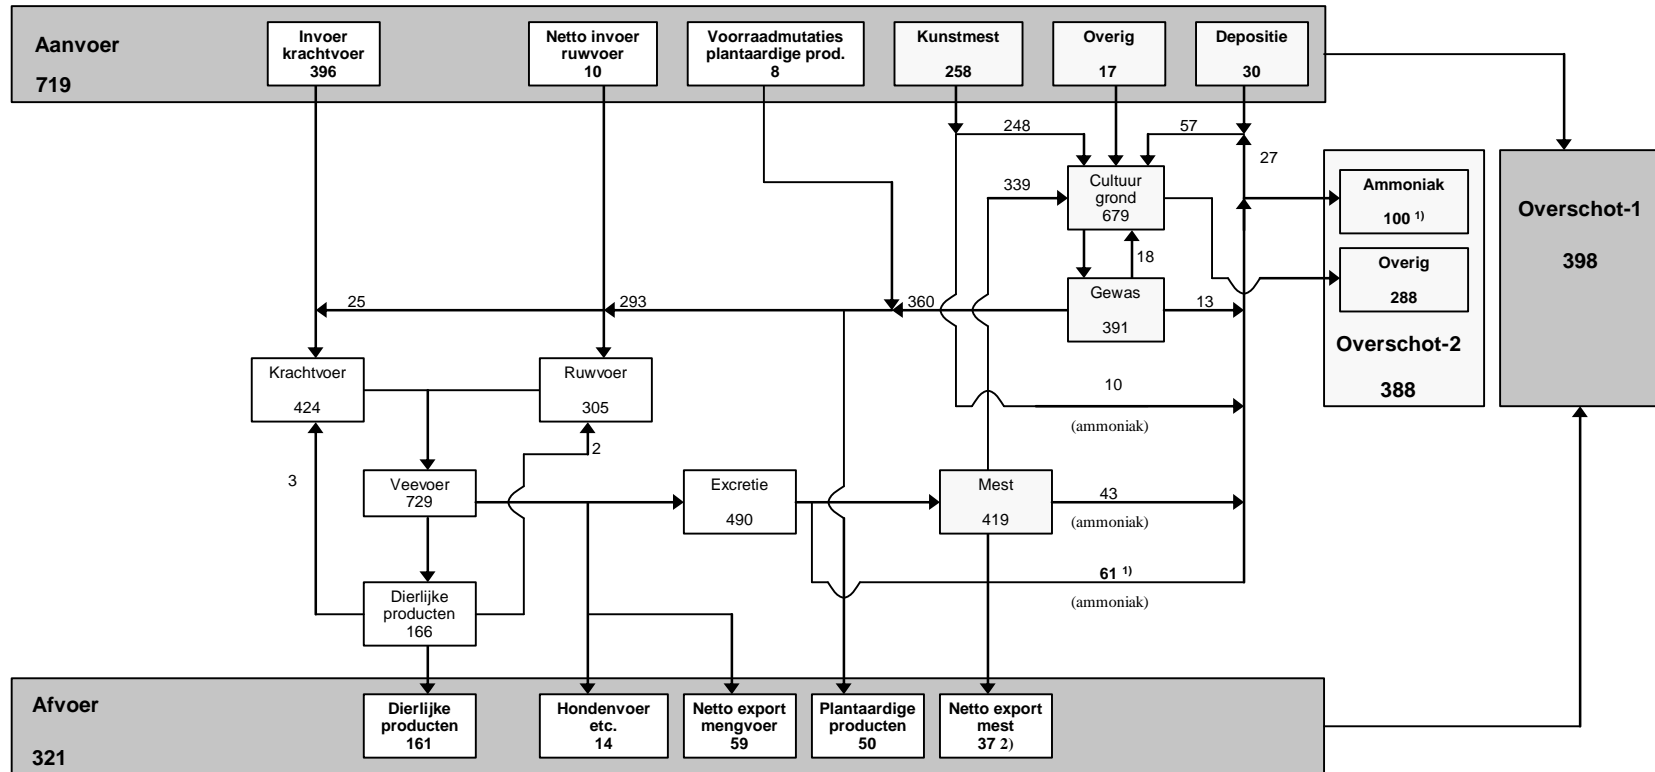 Aanvoer
719
Invoer
krachtvoer
396
Netto invoer
ruwvoer
10
Voorraadmutaties
plantaardige prod.
8
Kunstmest
258
Overig
17
Depositie
30
248
57
27
339
Cultuur
grond
679
18
Ammoniak
100 1)
Overig
288
Overschot-2
388
Overschot-1
398
25
293
360
Gewas
391
13
Krachtvoer
424
Ruwvoer
305
10
(ammoniak)
3
2
Veevoer
729
Excretie
490
Mest
419
43
(ammoniak)
61 1)
(ammoniak)
Dierlijke
producten
166
Afvoer
321
Dierlijke
producten
161
Hondenvoer
etc.
14
Netto export
mengvoer
59
Plantaardige
producten
50
Netto export
mest
37 2)